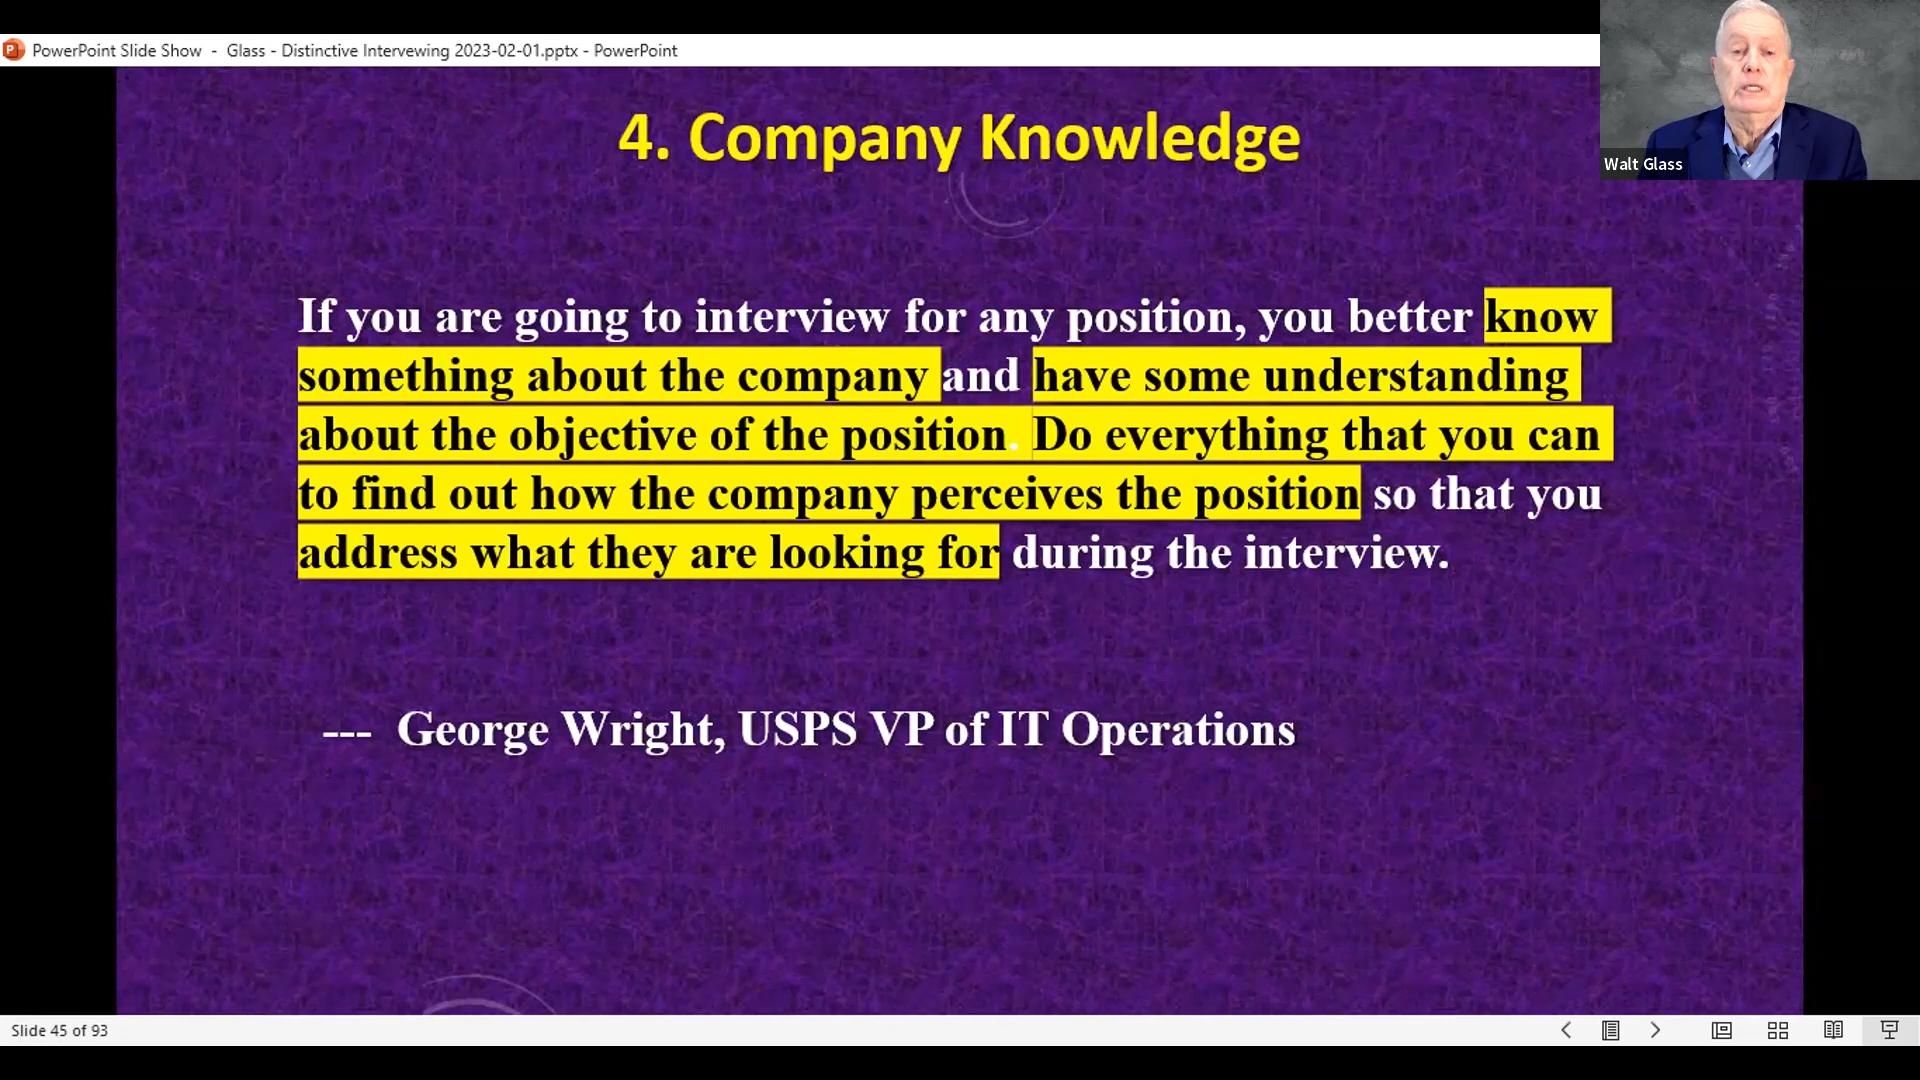 PowerPoint Slide Show - Glass - Distinctive Intervewing 2023-02-01.pptx - PowerPoint
Walt Glass
4. Company Knowledge
If you are going to interview for any position, you better know
something about the company and have some understanding
about the objective of the position. Do everything that you can
to find out how the company perceives the position so that you
address what they are looking for during the interview.
--- George Wright, USPS VP of IT Operations
Slide 45 of 93